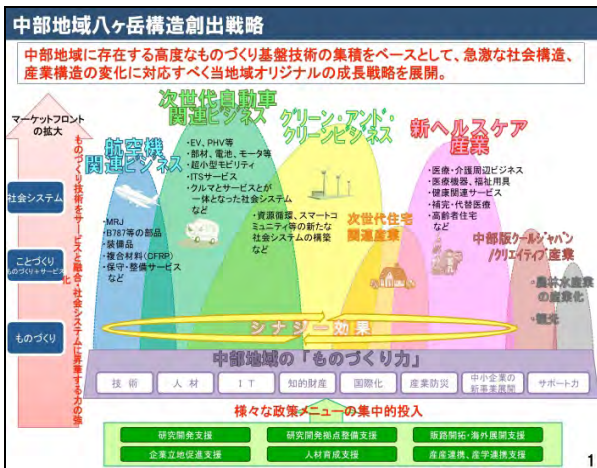 中部地域八ヶ岳構造創出戦略
中部地域に存在する高度なものづくり基盤技術の集積をベースとして、急激な社会構造、
産業構造の変化に対応すべく当地域オリジナルの成長戦略を展開。
マーケットフロント
の拡大
社会システム
ことづくり
ものづくり+サービス化
ものづくり
ものづくり技術をサービスと融合・社会システムに昇華する力の強化
航空機
関連ビジネス
・MRJ
・B787等の部品
・装備品
・複合材料(CFRP)
・保守・整備サービス
など
次世代自動車
関連ビジネス
・EV、PHV等
・部材、電池、モータ等
・超小型モビリティ
・ITSサービス
・クルマとサービスとが
一体となった社会システム
など
グリーン・アンド・
クリーンビジネス
・資源循環、スマートコ
ミュニティ等の新たな
社会システムの構築
など
次世代住宅
関連産業
新ヘルスケア
産業
・医療・介護周辺ビジネス
・医療機器、福祉用具
・健康関連サービス
・補完・代替医療
・高齢者住宅
など
中部版クールジャパン
/クリエイティブ産業
・農林水産業
の産業化
・観光
シナジー効果
中部地域の「ものづくり力」
技 術
人 材
I T
知的財産
国際化
産業防災
中小企業の
新事業展開
サポート力
様々な政策メニューの集中的投入
研究開発支援
研究開発拠点整備支援
販路開拓・海外展開支援
企業立地促進支援
人材育成支援
産産連携、産学連携支援
1